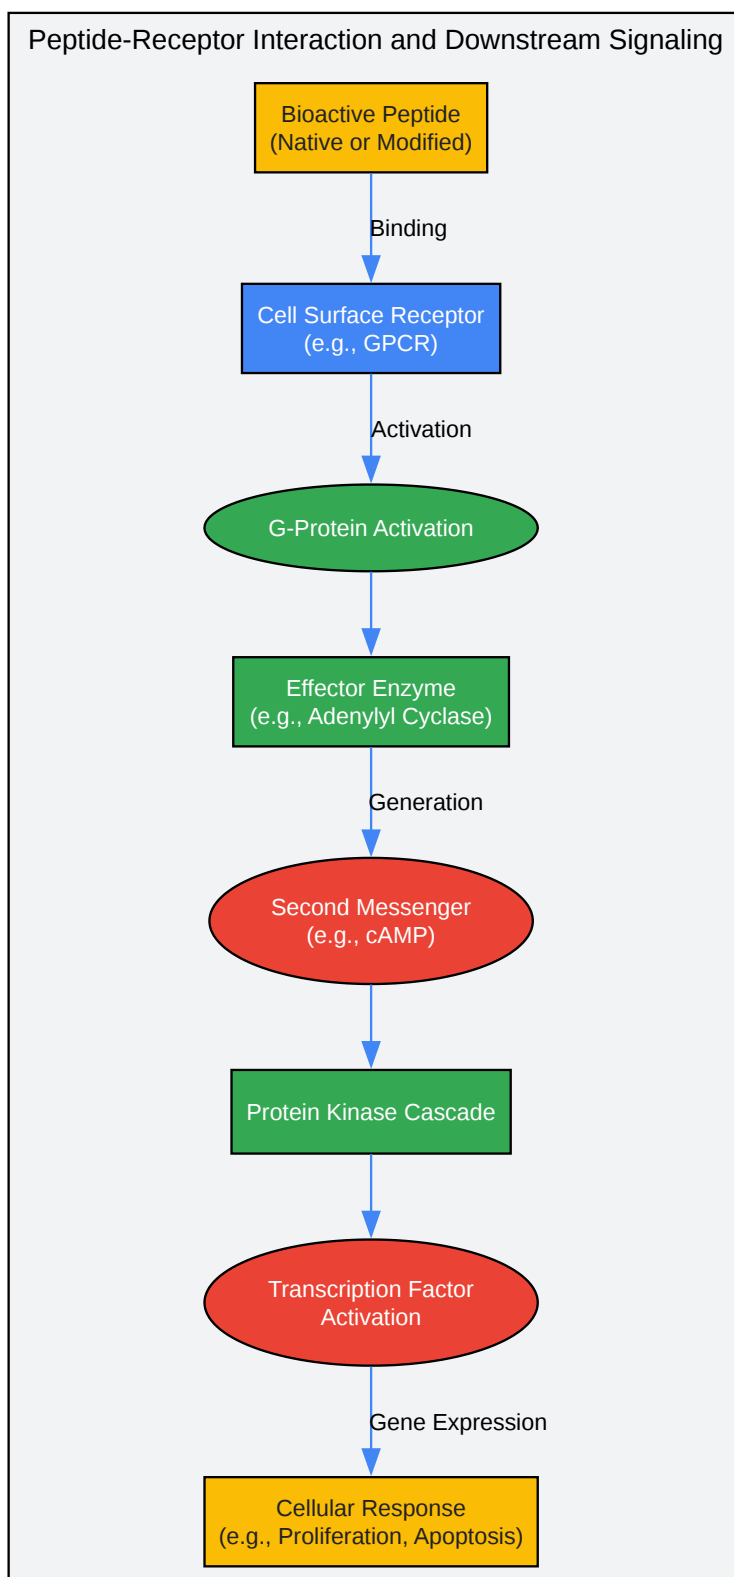 Peptide-Receptor Interaction and Downstream Signaling
Bioactive Peptide
(Native or Modified)
Binding
Cell Surface Receptor
(e.g., GPCR)
Activation
G-Protein Activation
Effector Enzyme
(e.g., Adenylyl Cyclase)
Generation
Second Messenger
(e.g., cAMP)
Protein Kinase Cascade
Transcription Factor
Activation
Gene Expression
Cellular Response
(e.g., Proliferation, Apoptosis)